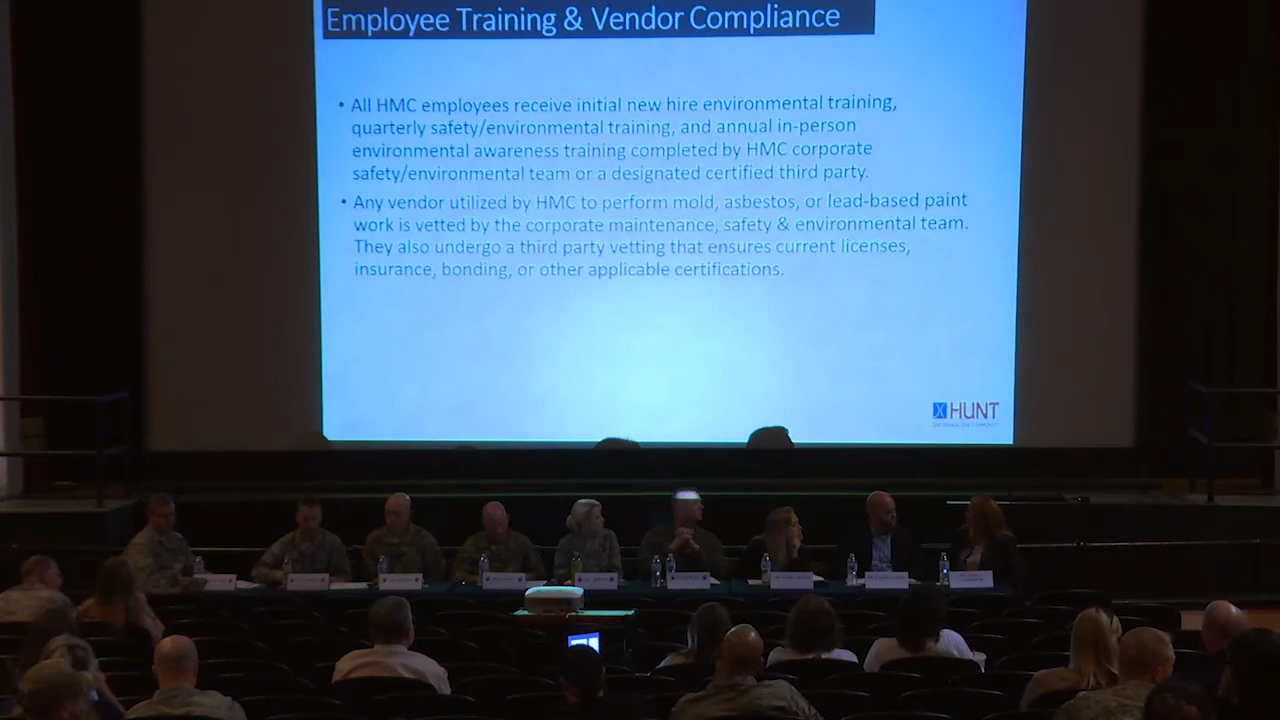 Employee Training & Vendor Compliance
• All HMC employees receive initial new hire environmental training,
quarterly safety/environmental training, and annual in-person
environmental awareness training completed by HMC corporate
safety/environmental team or a designated certified third party.
• Any vendor utilized by HMC to perform mold, asbestos, or lead-based paint
work is vetted by the corporate maintenance, safety & environmental team.
They also undergo a third party vetting that ensures current licenses,
insurance, bonding, or other applicable certifications.
HUNT